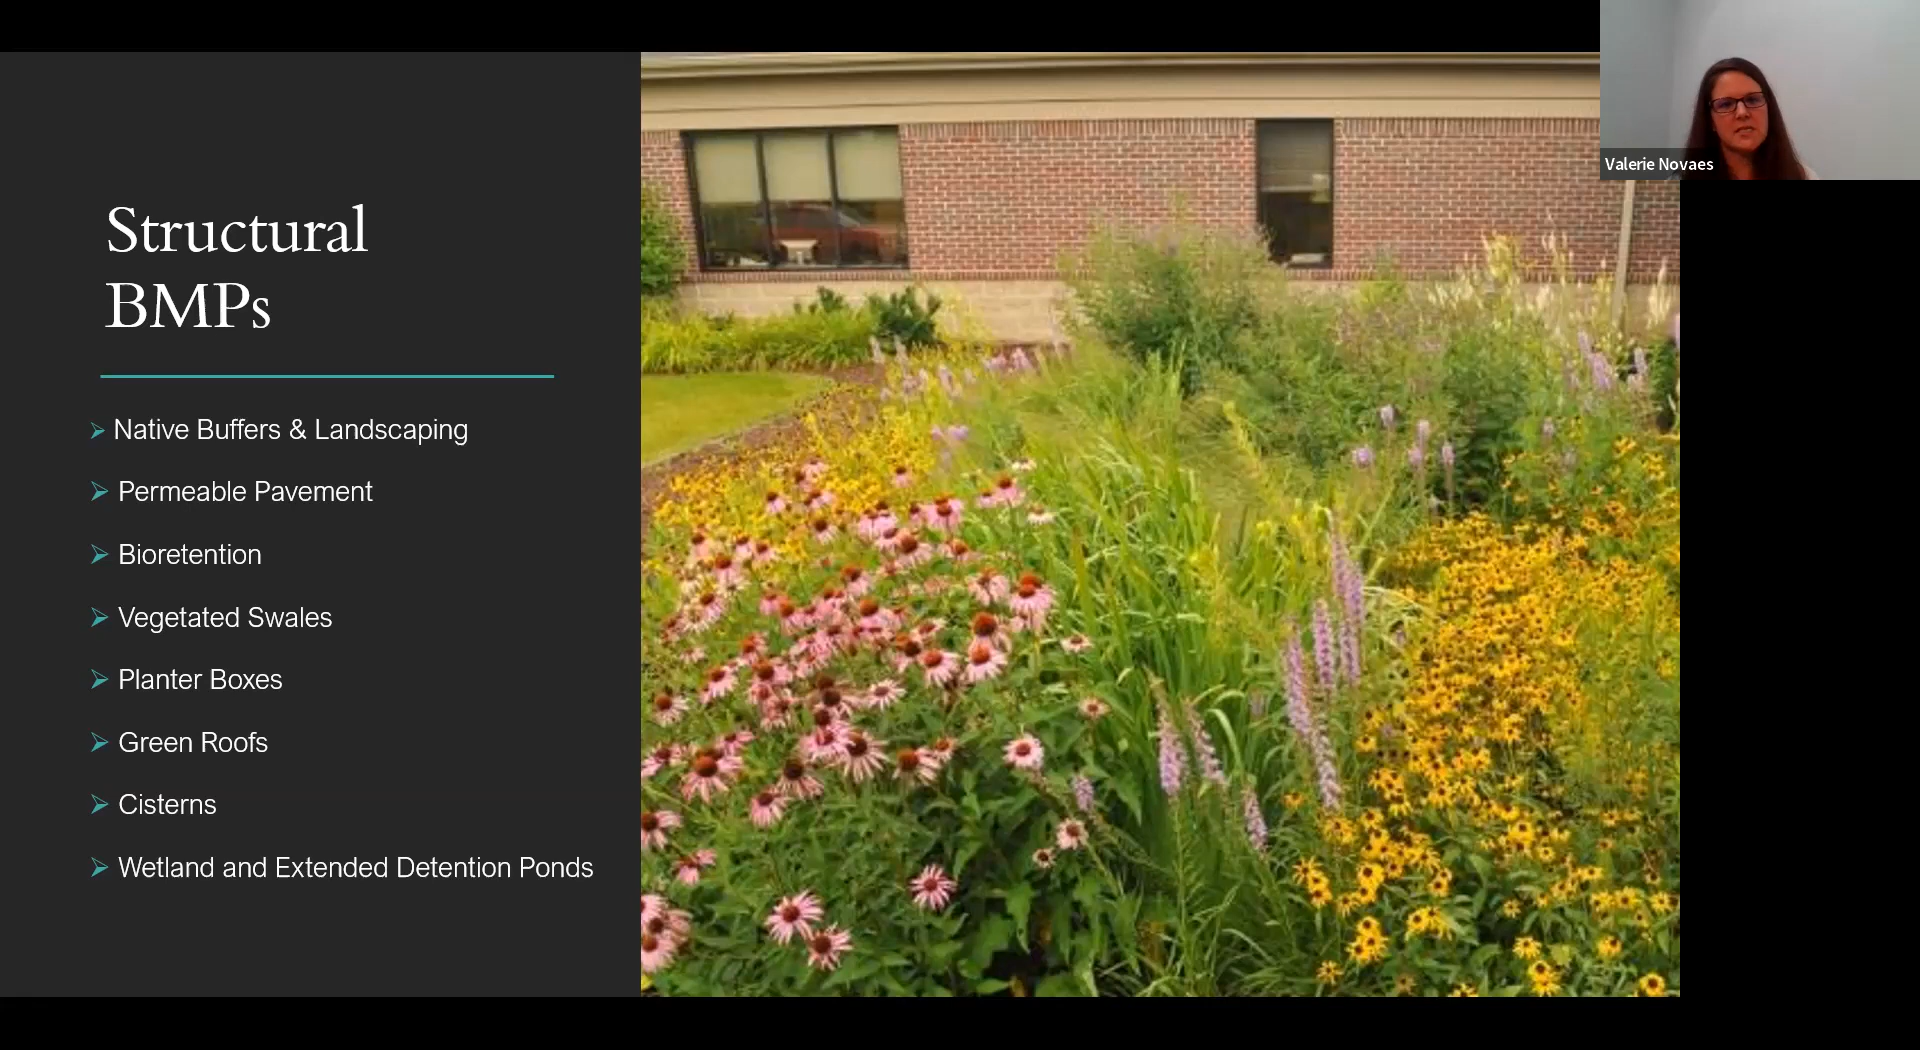 Structural
BMPs
Native Buffers & Landscaping
Permeable Pavement
Bioretention
Vegetated Swales
Planter Boxes
Green Roofs
Cisterns
Wetland and Extended Detention Ponds
Valerie Novaes